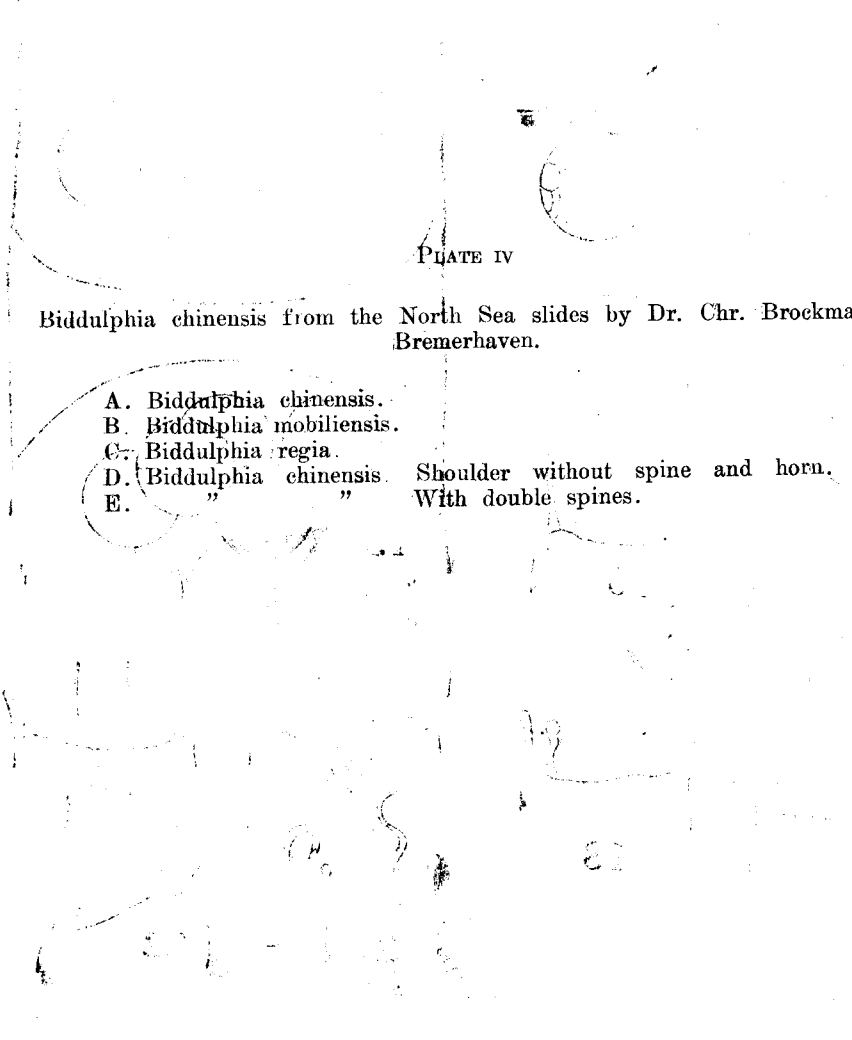 PLATE IV
Biddulphia chinensis from the North Sea slides by Dr. Chr. Brockma
Bremerhaven.
A. Biddulphia chinensis.
B. Biddulphia mobiliensis.
C. Biddulphia regia.
D. Biddulphia chinensis. Shoulder without spine and horn.
E. ” ” With double spines.